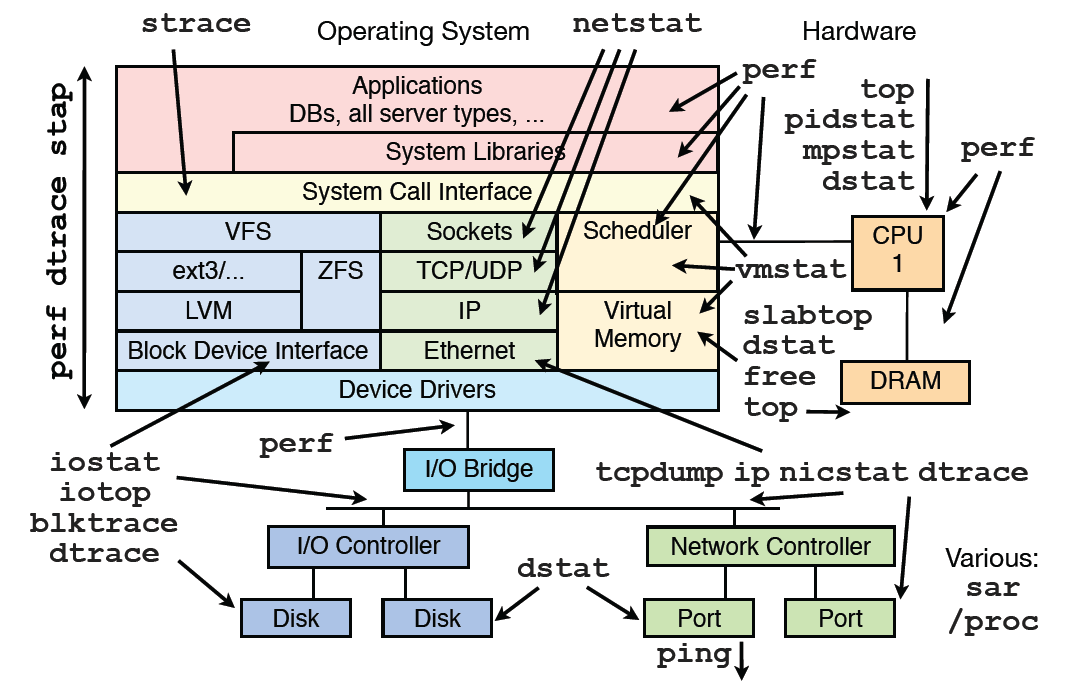 strace
Operating System
netstat
Hardware
perf dtrace stap
Applications
DBs, all server types, ...
System Libraries
System Call Interface
VFS
ext3/...
ZFS
LVM
Block Device Interface
Sockets
TCP/UDP
IP
Ethernet
Scheduler
Virtual
Memory
Device Drivers
perf
top
pidstat
mpstat
dstat
perf
CPU
1
vmstat
slabtop
dstat
free
top
DRAM
perf
I/O Bridge
iostat
iotop
blktrace
dtrace
tcpdump ip nicstat dtrace
I/O Controller
Network Controller
Disk
Disk
dstat
Port
Port
ping
Various:
sar
/proc